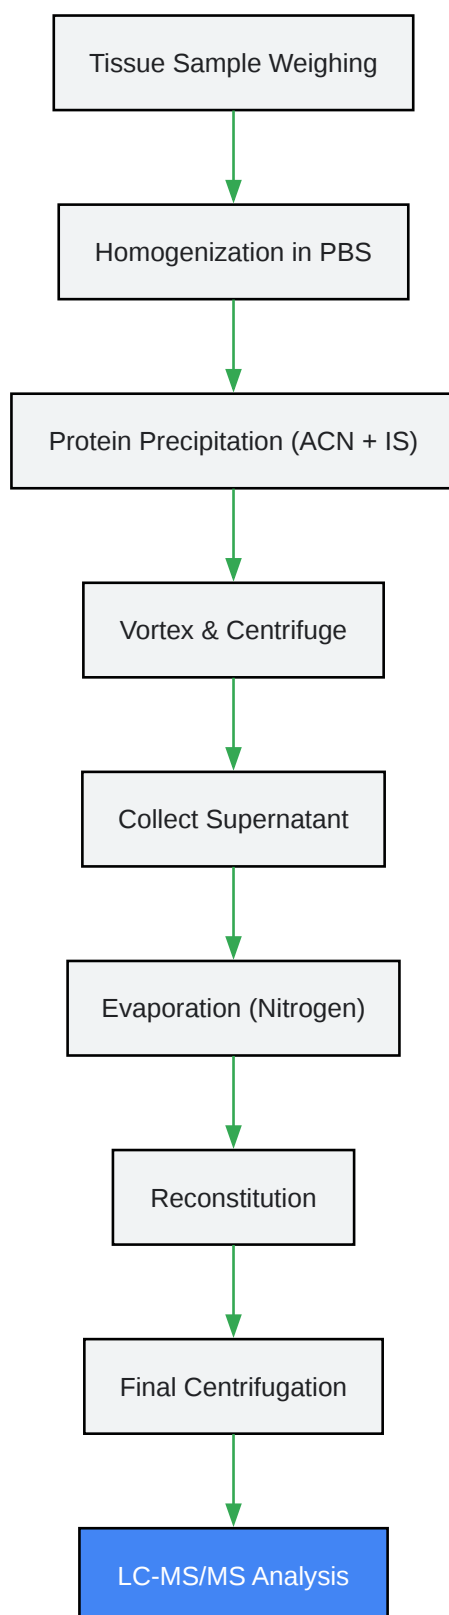 Tissue Sample Weighing
Homogenization in PBS
Protein Precipitation (ACN + IS)
Vortex & Centrifuge
Collect Supernatant
Evaporation (Nitrogen)
Reconstitution
Final Centrifugation
LC-MS/MS Analysis